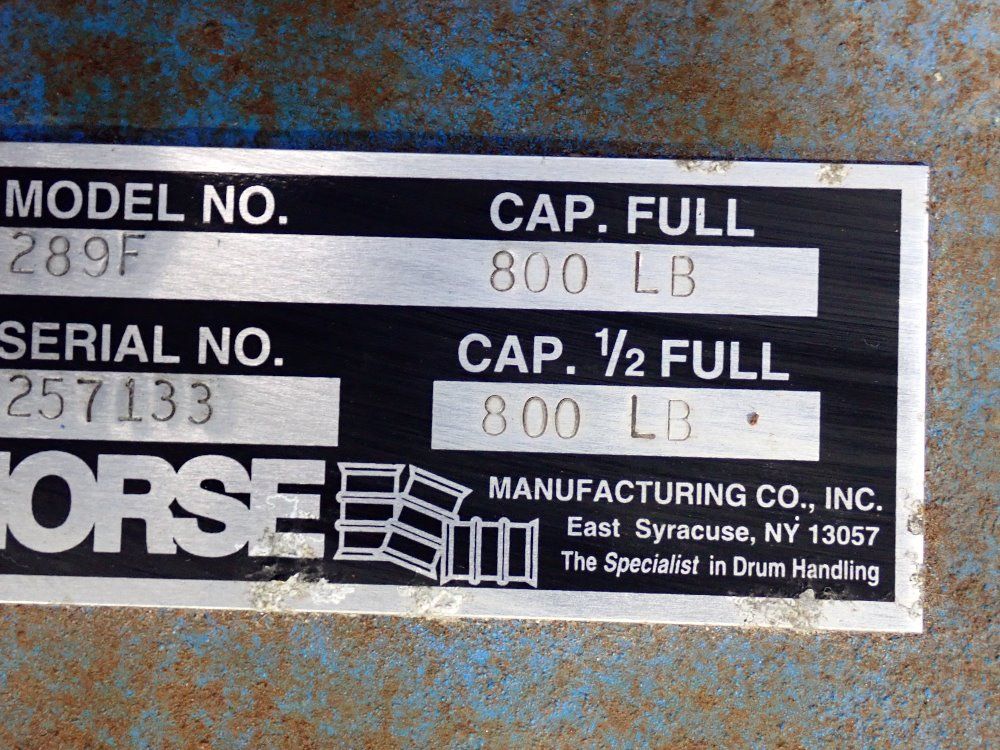 MODEL NO. CAP. FULL
289F 800 LB
SERIAL NO. CAP. ½ FULL
257133 800 LB
MORSE
MANUFACTURING CO., INC.
East Syracuse, NY 13057
The Specialist in Drum Handling